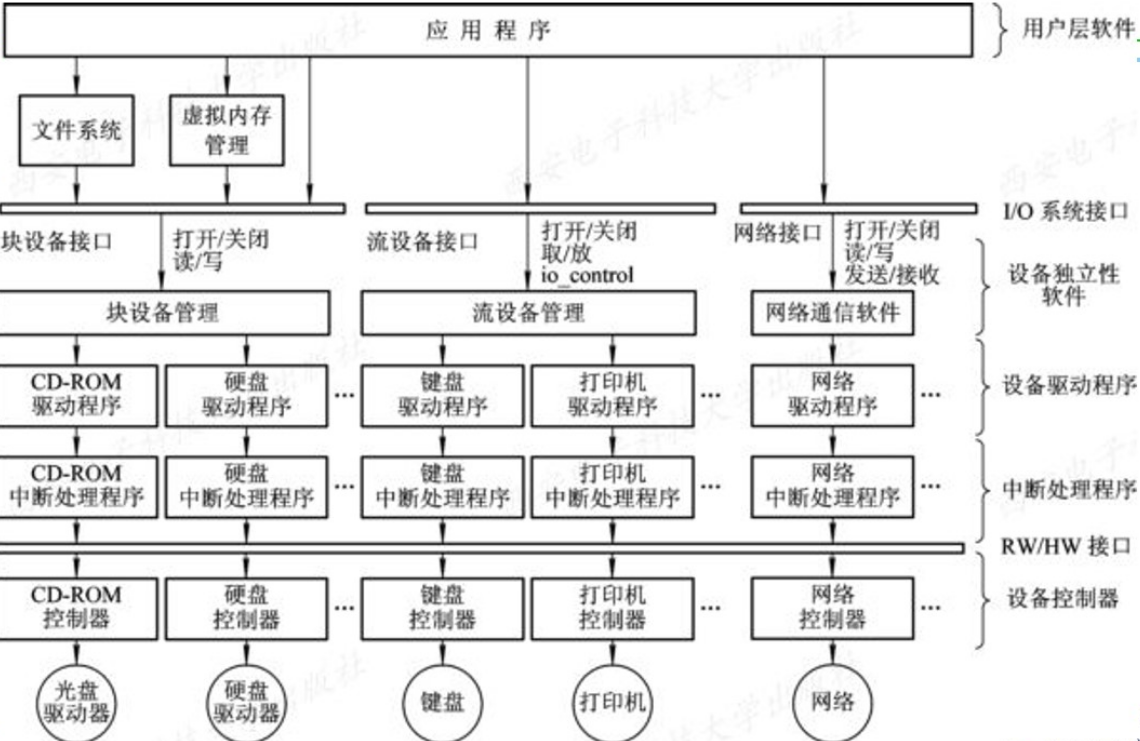 应用程序
用户层软件
文件系统
虚拟内存
管理
I/O 系统接口
块设备接口
打开/关闭
读/写
流设备接口
打开/关闭
取/放
io_control
网络接口
打开/关闭
读/写
发送/接收
设备独立性
软件
块设备管理
流设备管理
网络通信软件
CD-ROM
驱动程序
硬盘
驱动程序
...
键盘
驱动程序
打印机
驱动程序
...
网络
驱动程序
...
设备驱动程序
CD-ROM
中断处理程序
硬盘
中断处理程序
...
键盘
中断处理程序
打印机
中断处理程序
...
网络
中断处理程序
...
中断处理程序
RW/HW 接口
CD-ROM
控制器
硬盘
控制器
...
键盘
控制器
打印机
控制器
...
网络
控制器
...
设备控制器
光盘
驱动器
硬盘
驱动器
键盘
打印机
网络
西安电子科技大学出版社